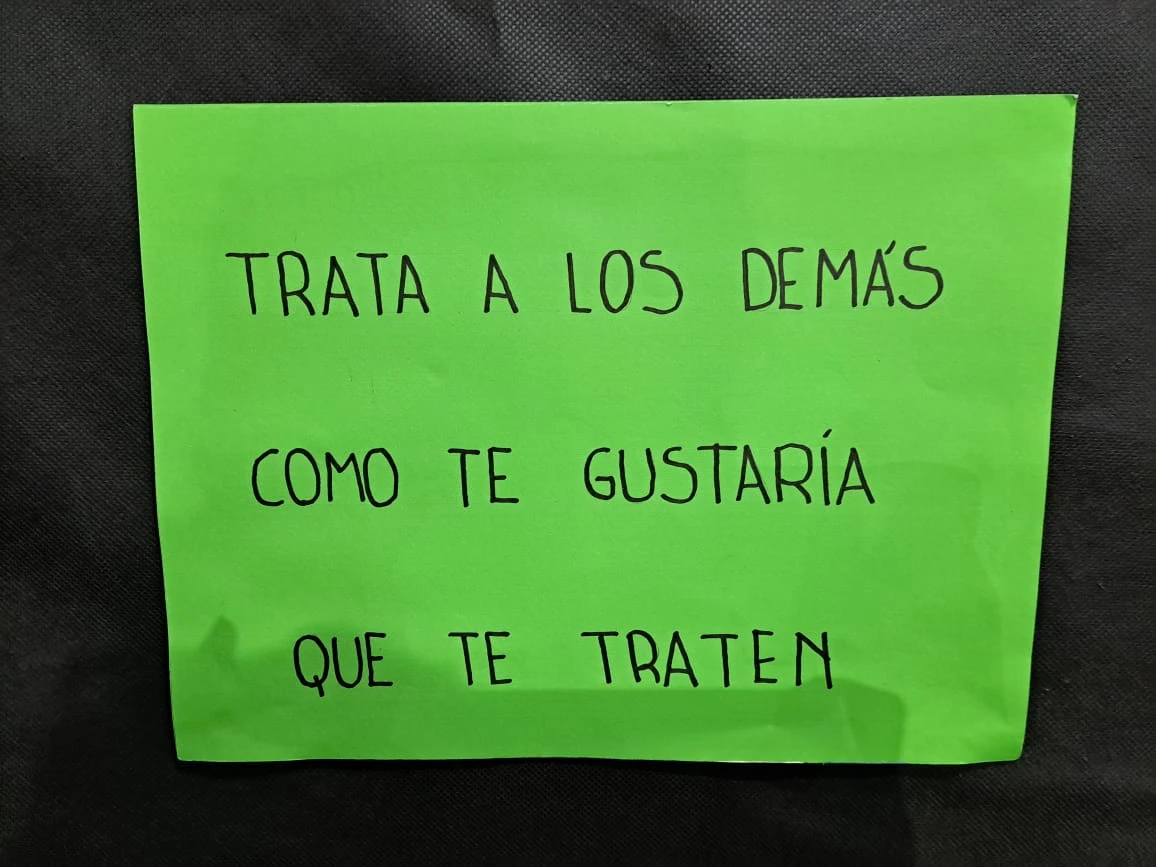 TRATA A LOS DEMÁS
COMO TE GUSTARÍA
QUE TE TRATEN